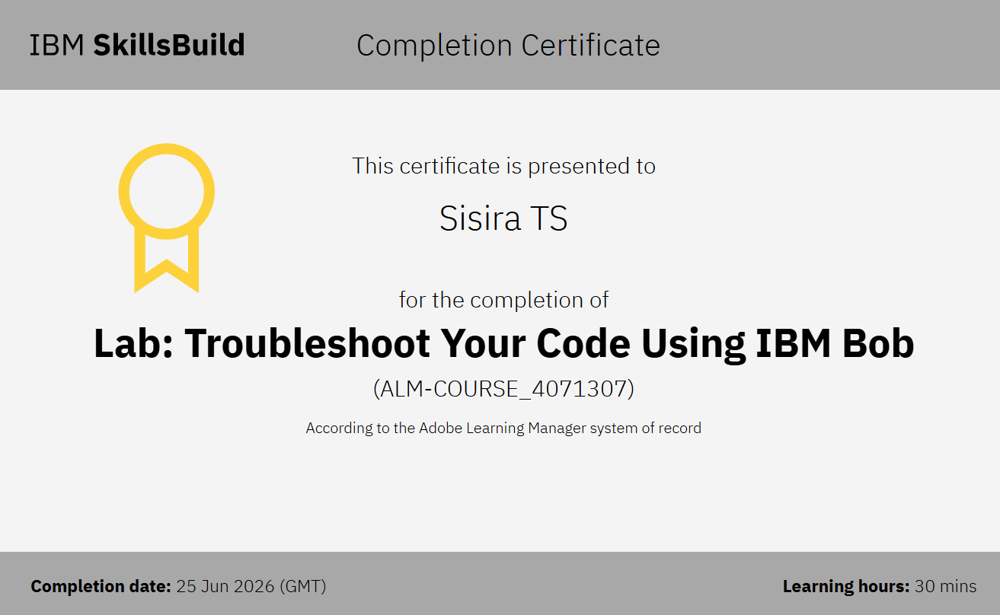 IBM SkillsBuild
Completion Certificate
This certificate is presented to
Sisira TS
for the completion of
Lab: Troubleshoot Your Code Using IBM Bob
(ALM-COURSE_4071307)
According to the Adobe Learning Manager system of record
Completion date: 25 Jun 2026 (GMT)
Learning hours: 30 mins